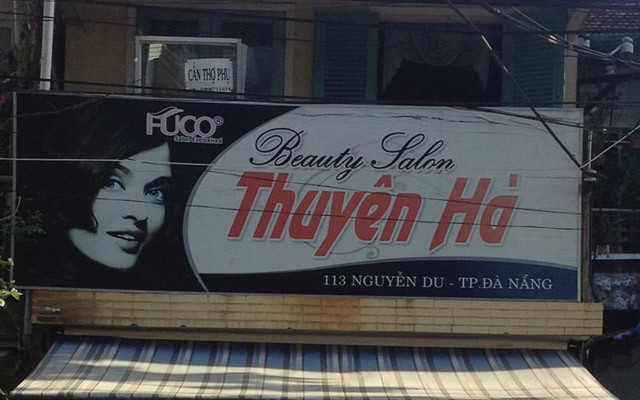 CẦN THỢ PHỤ
FUCO®
Beauty Salon
Thuyên Hà
113 NGUYỄN DU - TP.ĐÀ NẴNG